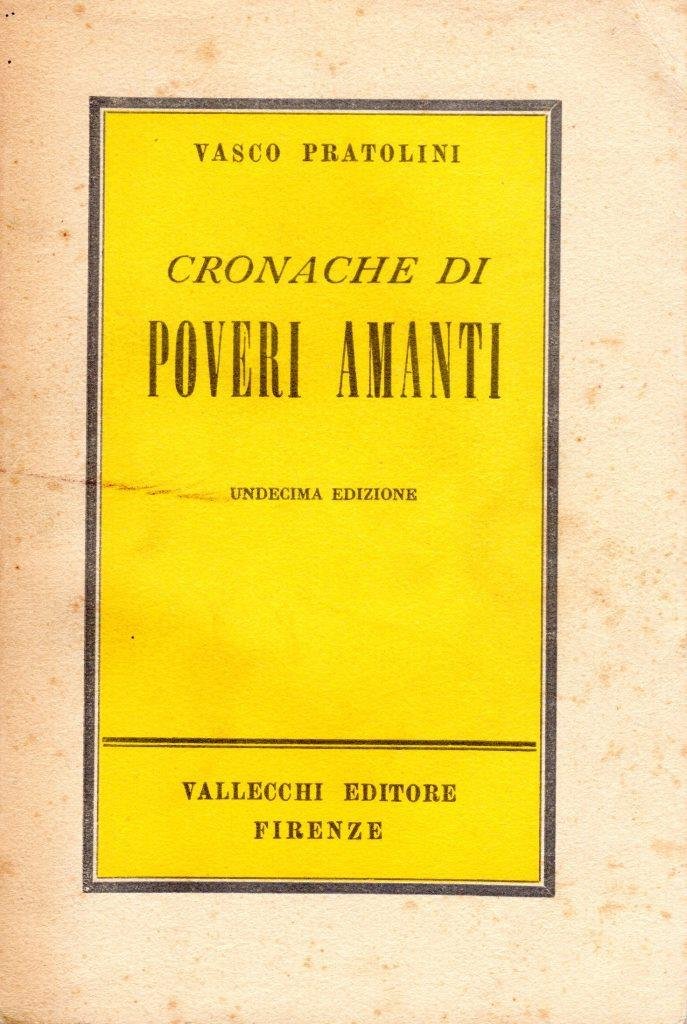 VASCO PRATOLINI
CRONACHE DI
POVERI AMANTI
UNDECIMA EDIZIONE
VALLECCHI EDITORE
FIRENZE